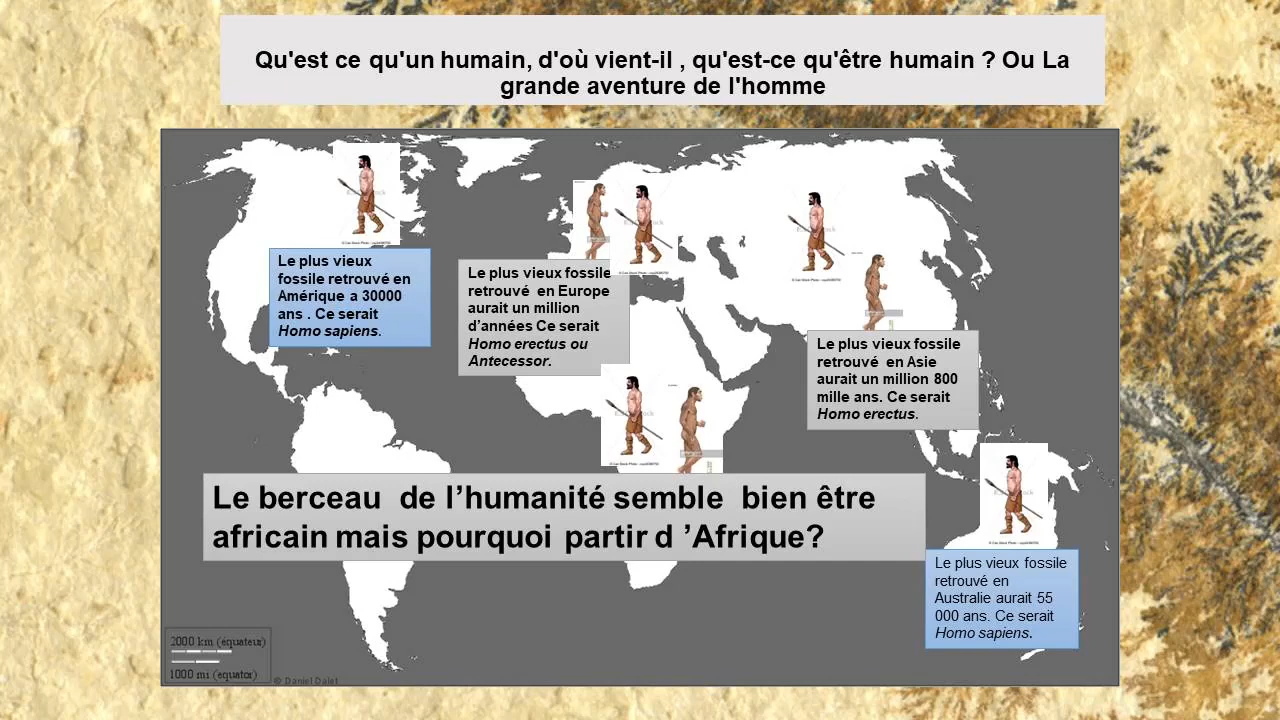 Qu'est ce qu'un humain, d'où vient-il , qu'est-ce qu'être humain ? Ou La
grande aventure de l'homme
Le plus vieux
fossile retrouvé en
Amérique a 30000
ans . Ce serait
Homo sapiens.
Le plus vieux fossile
retrouvé en Europe
aurait un million
d’années Ce serait
Homo erectus ou
Antecessor.
Le plus vieux fossile
retrouvé en Asie
aurait un million 800
mille ans. Ce serait
Homo erectus.
Le berceau de l’humanité semble bien être
africain mais pourquoi partir d ’Afrique?
Le plus vieux fossile
retrouvé en
Australie aurait 55
000 ans. Ce serait
Homo sapiens.
2000 km (équateur)
1000 mi (equator)
© Daniel Dalet